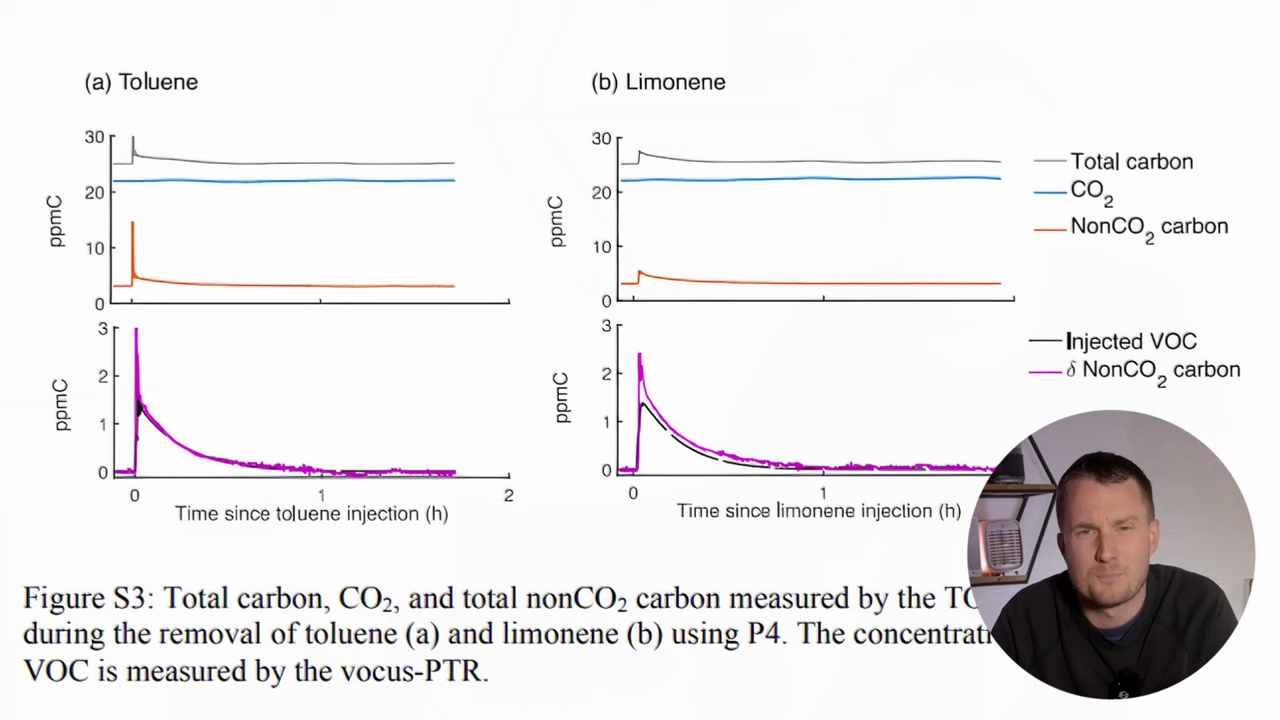 (a) Toluene
30
20
10
0
ppmC
3
2
1
0
ppmC
0
1
2
Time since toluene injection (h)
(b) Limonene
30
20
10
0
ppmC
3
2
1
0
ppmC
0
1
Time since limonene injection (h)
Total carbon
CO₂
NonCO₂ carbon
Injected VOC
δ NonCO₂ carbon
Figure S3: Total carbon, CO₂, and total nonCO₂ carbon measured by the
during the removal of toluene (a) and limonene (b) using P4. The
VOC is measured by the vocus-PTR.